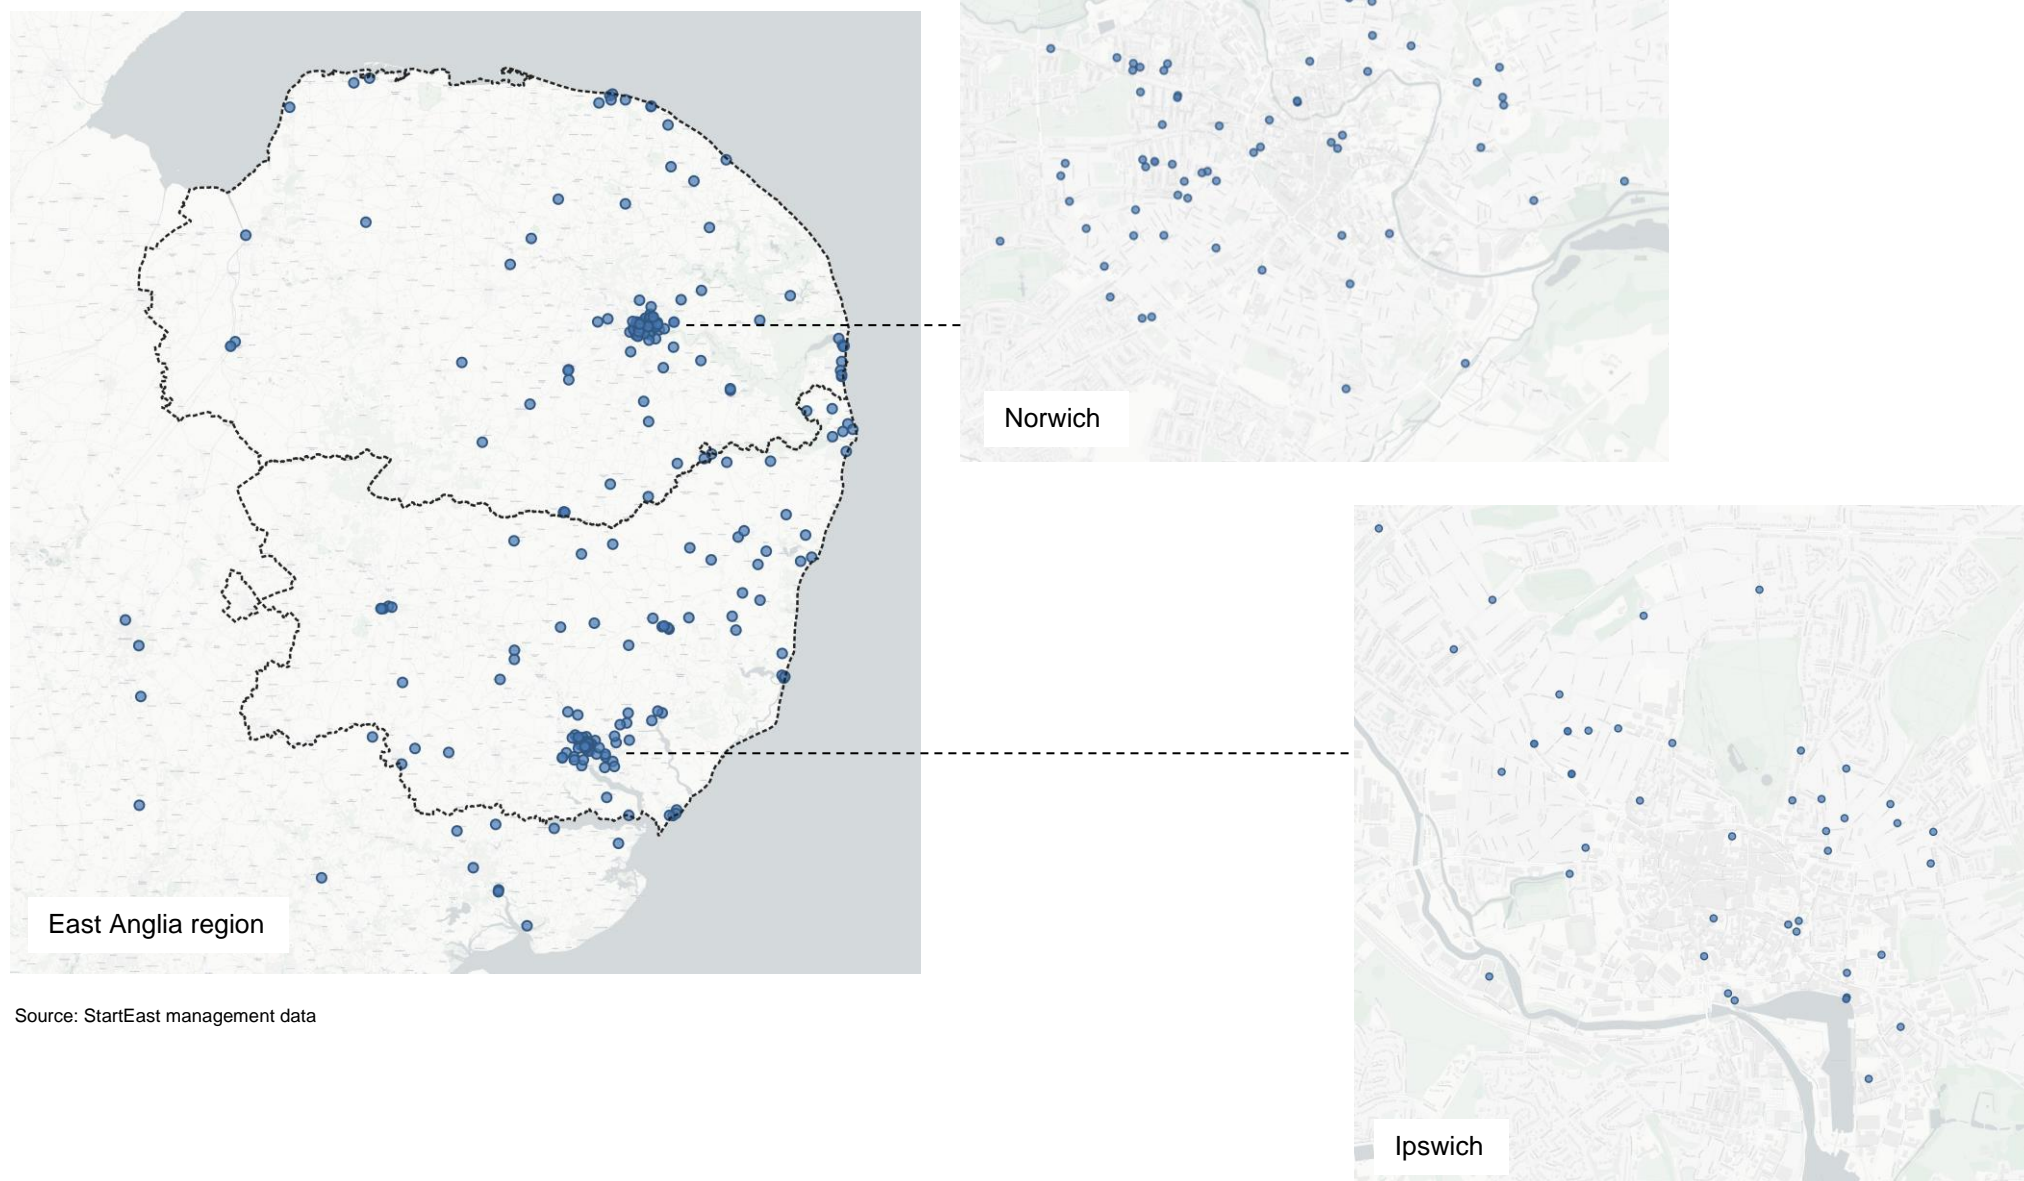 Norwich
East Anglia region
Source: StartEast management data
Ipswich